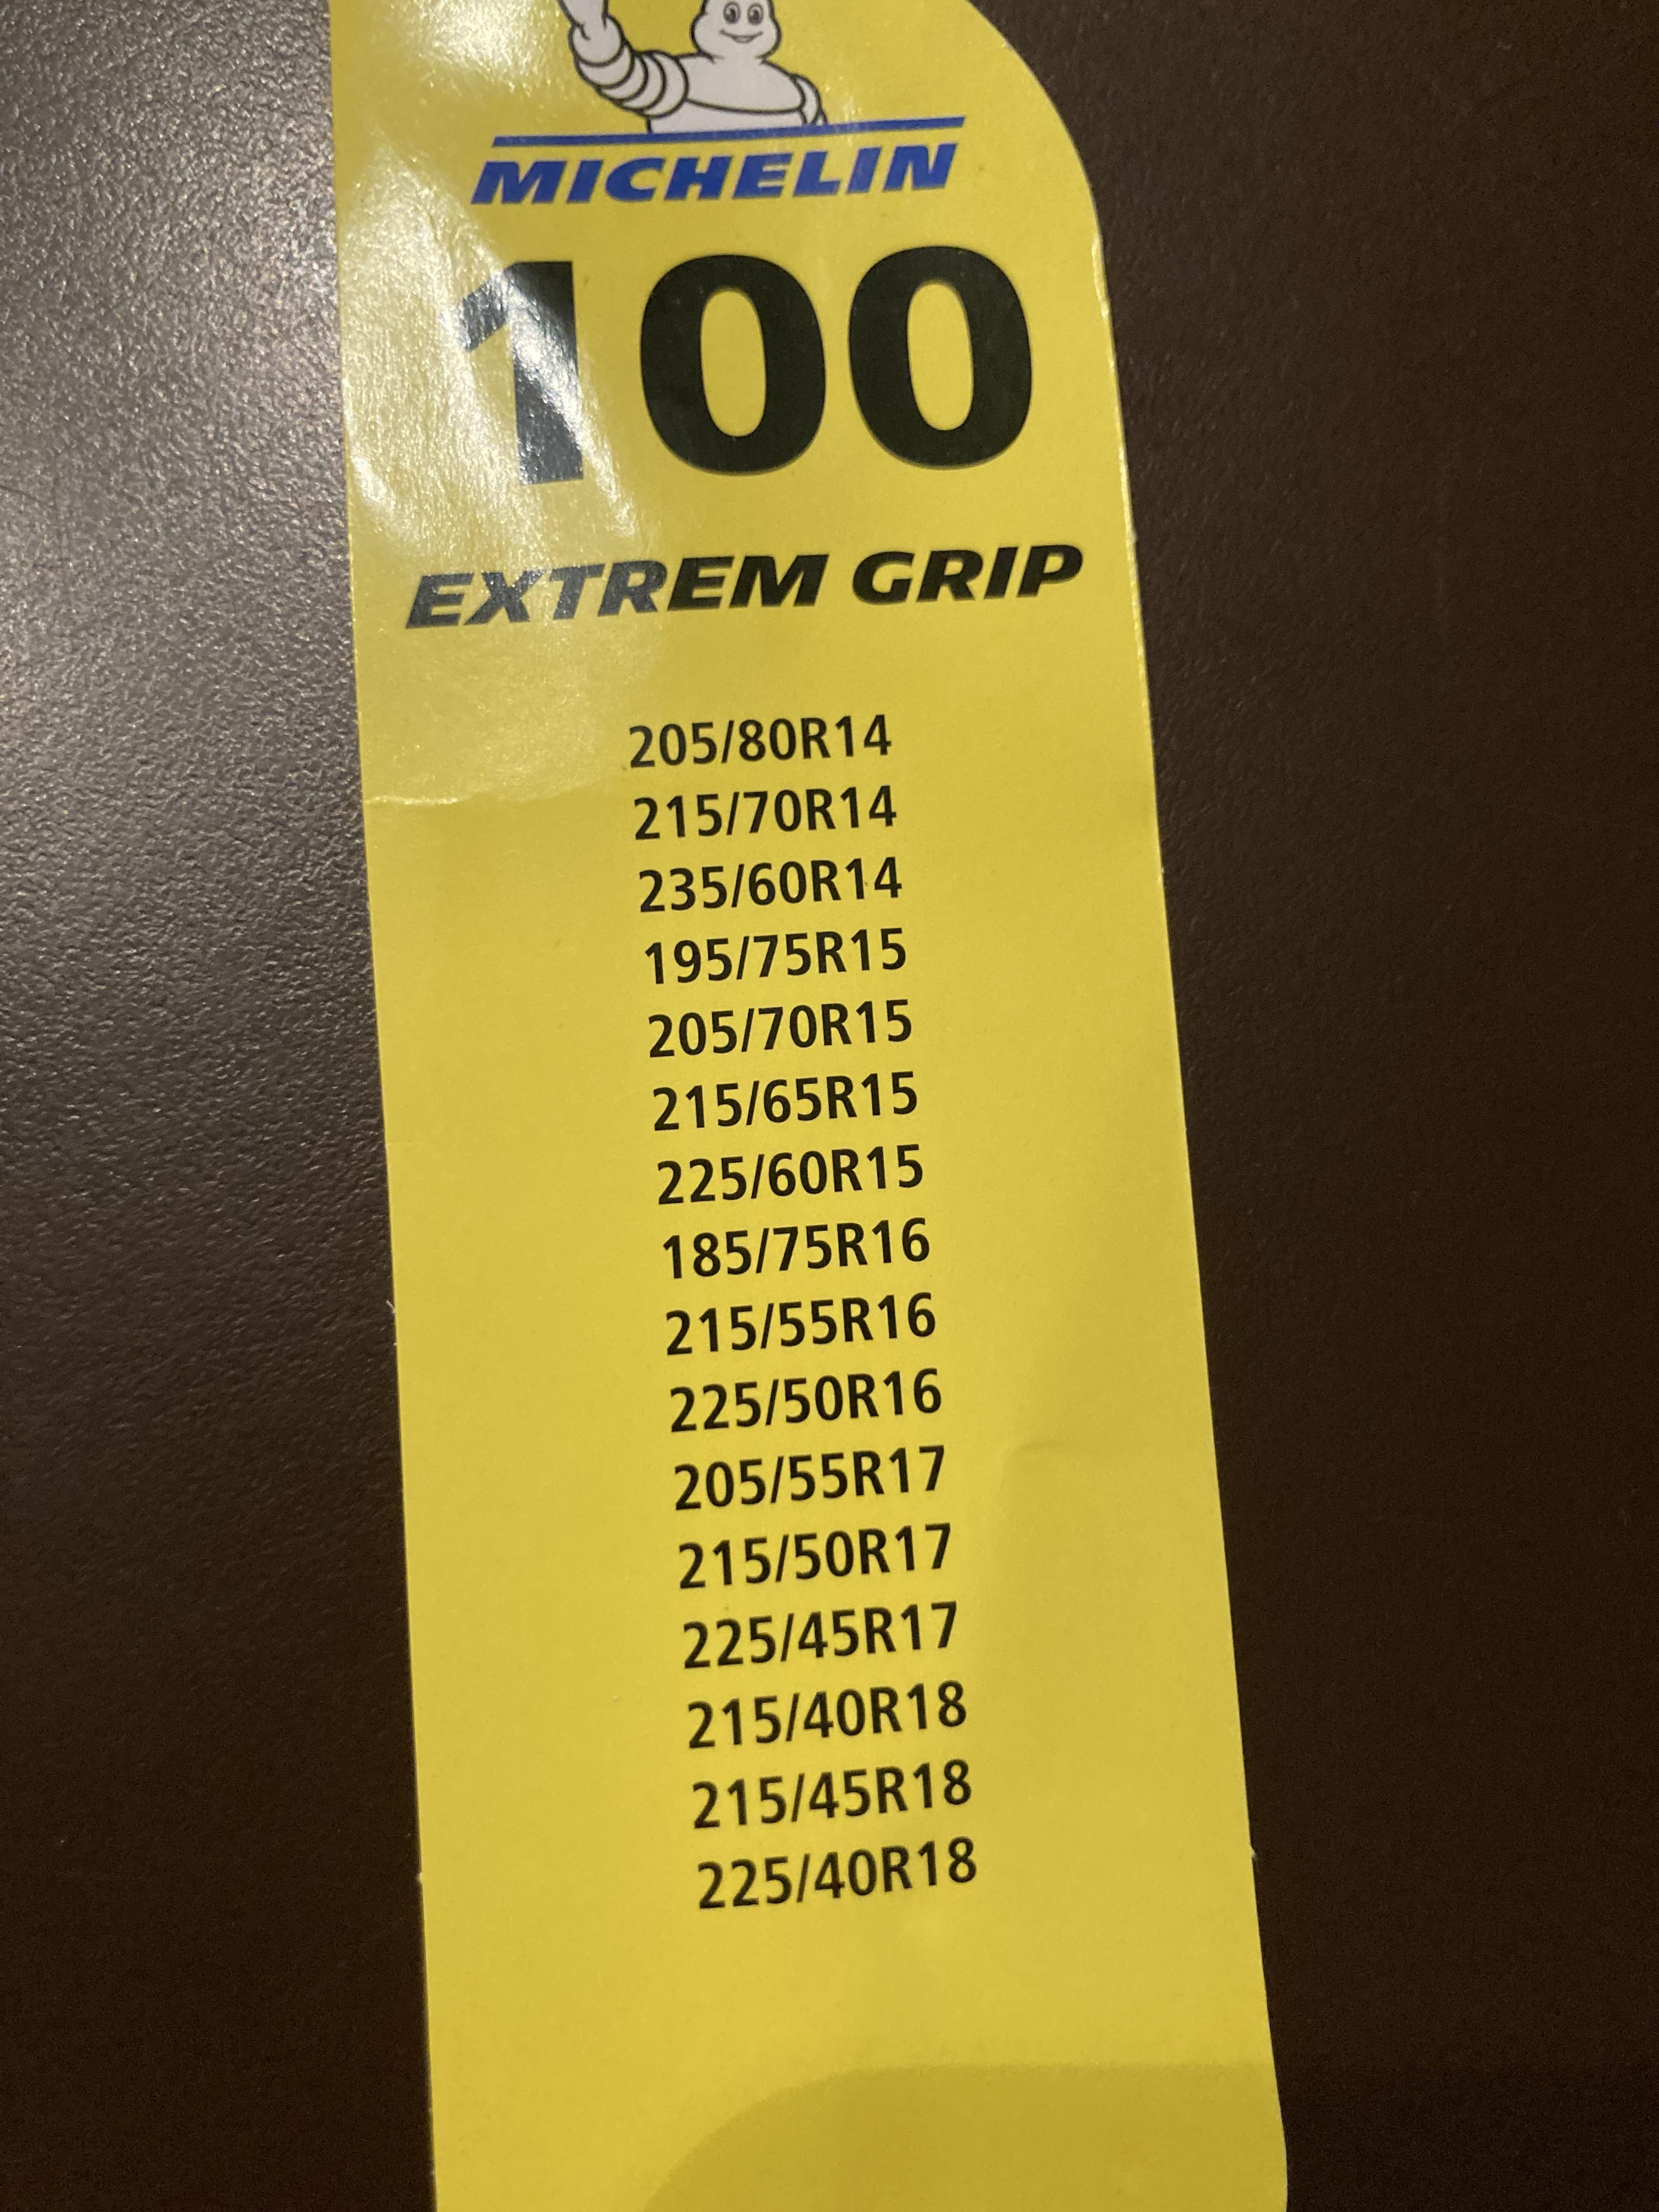 MICHELIN
100
EXTREM GRIP
205/80R14
215/70R14
235/60R14
195/75R15
205/70R15
215/65R15
225/60R15
185/75R16
215/55R16
225/50R16
205/55R17
215/50R17
225/45R17
215/40R18
215/45R18
225/40R18